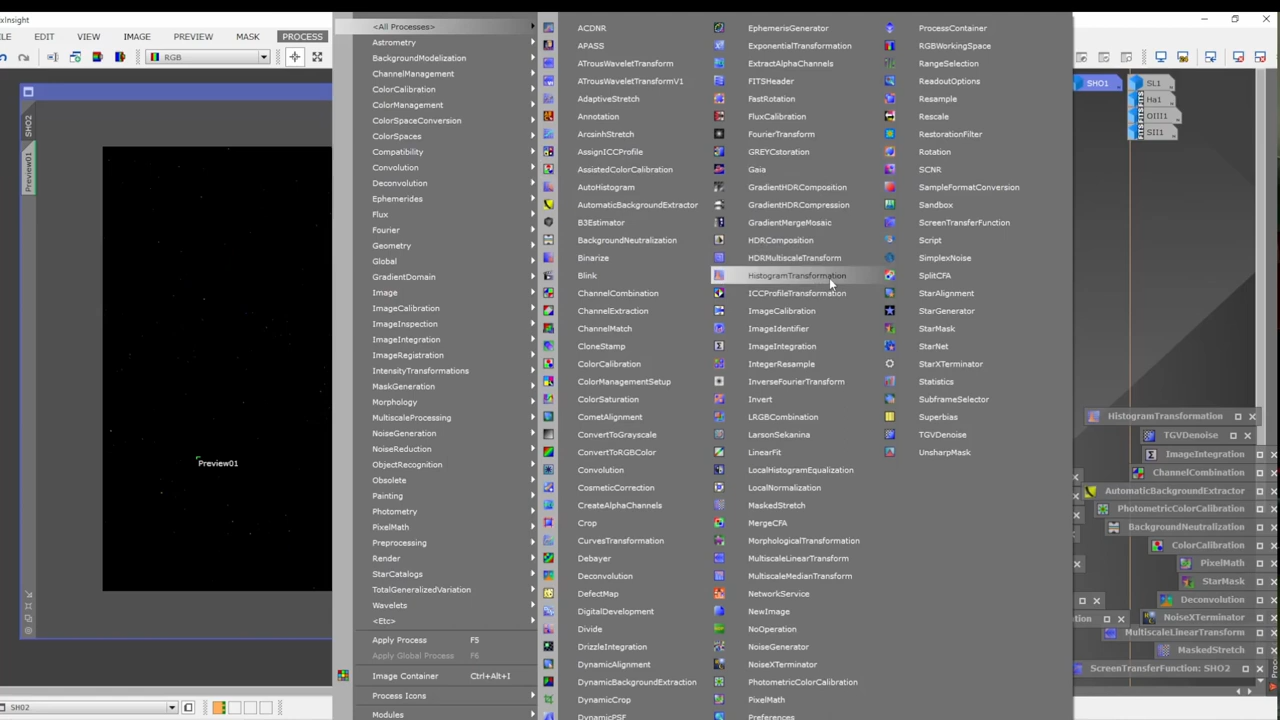 xInsight
LE EDIT VIEW IMAGE PREVIEW MASK PROCESS
RGB
SHO2
Preview01
Preview01
SHO2
<All Processes>
Astrometry
BackgroundModelization
ChannelManagement
ColorCalibration
ColorManagement
ColorSpaceConversion
ColorSpaces
Compatibility
Convolution
Deconvolution
Ephemerides
Flux
Fourier
Geometry
Global
GradientDomain
Image
ImageCalibration
ImageInspection
ImageIntegration
ImageRegistration
IntensityTransformations
MaskGeneration
Morphology
MultiscaleProcessing
NoiseGeneration
NoiseReduction
ObjectRecognition
Obsolete
Painting
Photometry
PixelMath
Preprocessing
Render
StarCatalogs
TotalGeneralizedVariation
Wavelets
<Etc>
Apply Process F5
Apply Global Process F6
Image Container Ctrl+Alt+I
Process Icons
Modules
ACDNR
APASS
ATrousWaveletTransform
ATrousWaveletTransformV1
AdaptiveStretch
Annotation
ArcsinhStretch
AssignICCProfile
AssistedColorCalibration
AutoHistogram
AutomaticBackgroundExtractor
B3Estimator
BackgroundNeutralization
Binarize
Blink
ChannelCombination
ChannelExtraction
ChannelMatch
CloneStamp
ColorCalibration
ColorManagementSetup
ColorSaturation
CometAlignment
ConvertToGrayscale
ConvertToRGBColor
Convolution
CosmeticCorrection
CreateAlphaChannels
Crop
CurvesTransformation
Debayer
Deconvolution
DefectMap
DigitalDevelopment
Divide
DrizzleIntegration
DynamicAlignment
DynamicBackgroundExtraction
DynamicCrop
DynamicPSF
EphemerisGenerator
ExponentialTransformation
ExtractAlphaChannels
FITSHeader
FastRotation
FluxCalibration
FourierTransform
GREYCstoration
Gaia
GradientHDRComposition
GradientHDRCompression
GradientMergeMosaic
HDRComposition
HDRMultiscaleTransform
HistogramTransformation
ICCProfileTransformation
ImageCalibration
ImageIdentifier
ImageIntegration
IntegerResample
InverseFourierTransform
Invert
LRGBCombination
LarsonSekanina
LinearFit
LocalHistogramEqualization
LocalNormalization
MaskedStretch
MergeCFA
MorphologicalTransformation
MultiscaleLinearTransform
MultiscaleMedianTransform
NetworkService
NewImage
NoOperation
NoiseGenerator
NoiseXTerminator
PhotometricColorCalibration
PixelMath
Preferences
ProcessContainer
RGBWorkingSpace
RangeSelection
ReadoutOptions
Resample
Rescale
RestorationFilter
Rotation
SCNR
SampleFormatConversion
Sandbox
ScreenTransferFunction
Script
SimplexNoise
SplitCFA
StarAlignment
StarGenerator
StarMask
StarNet
StarXTerminator
Statistics
SubframeSelector
Superbias
TGVDenoise
UnsharpMask
SHO1
SL1
Ha1
OIII1
SII1
HistogramTransformation
TGVDenoise
ImageIntegration
ChannelCombination
AutomaticBackgroundExtractor
PhotometricColorCalibration
BackgroundNeutralization
ColorCalibration
PixelMath
StarMask
Deconvolution
ation
NoiseXTerminator
MultiscaleLinearTransform
MaskedStretch
ScreenTransferFunction: SHO2